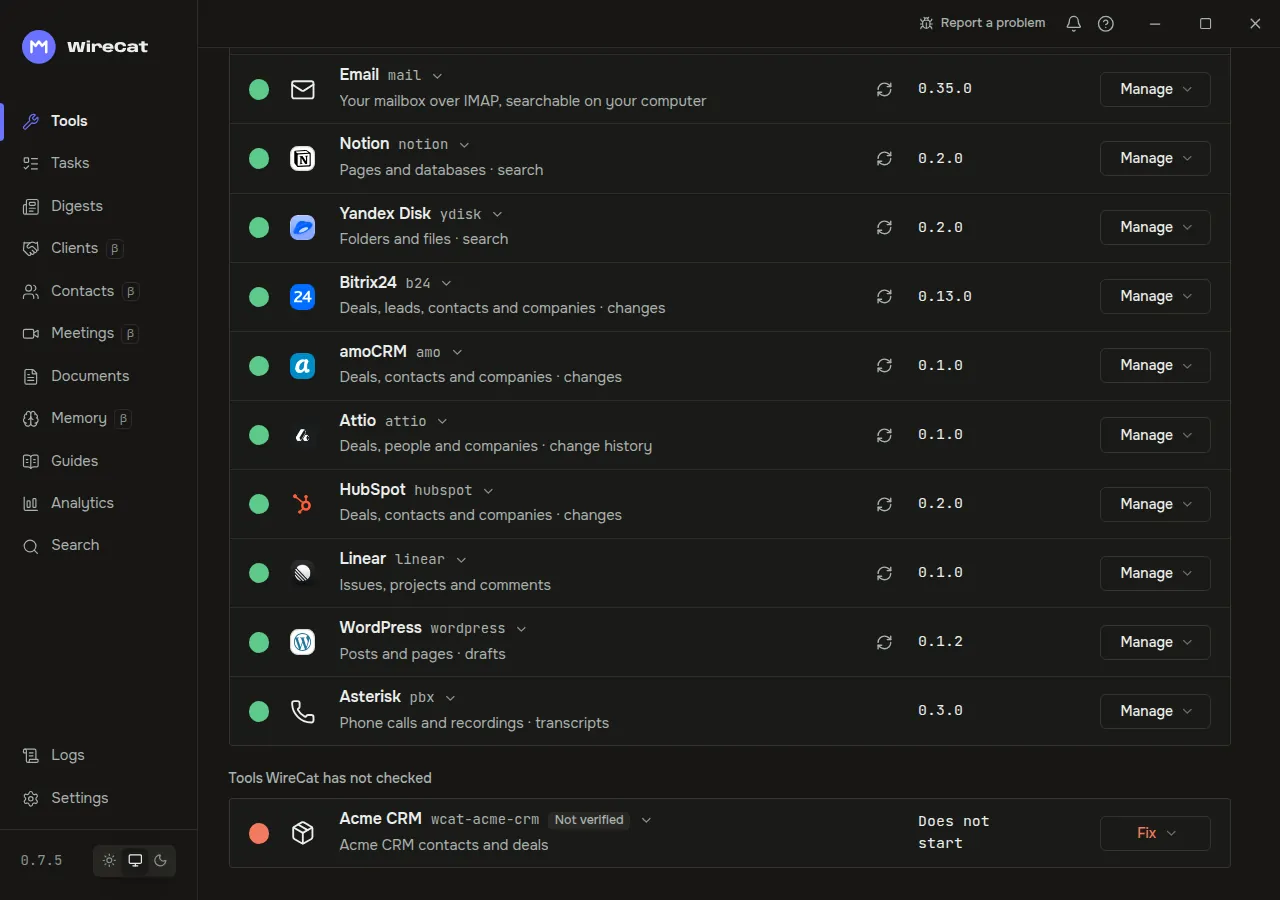 WireCat
Report a problem
Tools
Tasks
Digests
Clients β
Contacts β
Meetings β
Documents
Memory β
Guides
Analytics
Search
Logs
Settings
0.7.5
Email mail
Your mailbox over IMAP, searchable on your computer
0.35.0
Manage
Notion notion
Pages and databases · search
0.2.0
Manage
Yandex Disk ydisk
Folders and files · search
0.2.0
Manage
24
Bitrix24 b24
Deals, leads, contacts and companies · changes
0.13.0
Manage
amoCRM amo
Deals, contacts and companies · changes
0.1.0
Manage
Attio attio
Deals, people and companies · change history
0.1.0
Manage
HubSpot hubspot
Deals, contacts and companies · changes
0.2.0
Manage
Linear linear
Issues, projects and comments
0.1.0
Manage
WordPress wordpress
Posts and pages · drafts
0.1.2
Manage
Asterisk pbx
Phone calls and recordings · transcripts
0.3.0
Manage
Tools WireCat has not checked
Acme CRM wcat-acme-crm Not verified
Acme CRM contacts and deals
Does not
start
Fix